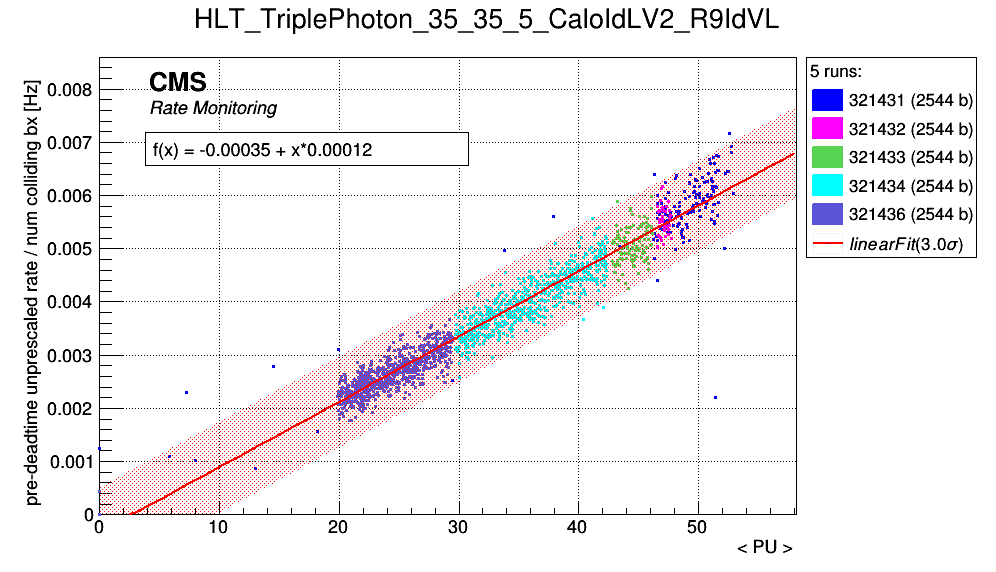 HLT_TriplePhoton_35_35_5_CaloIdLV2_R9IdVL
pre-deadtime unprescaled rate / num colliding bx [Hz]
0.008
0.007
0.006
0.005
0.004
0.003
0.002
0.001
0
CMS
Rate Monitoring
f(x) = -0.00035 + x*0.00012
0 10 20 30 40 50
< PU >
5 runs:
321431 (2544 b)
321432 (2544 b)
321433 (2544 b)
321434 (2544 b)
321436 (2544 b)
linearFit(3.0σ)